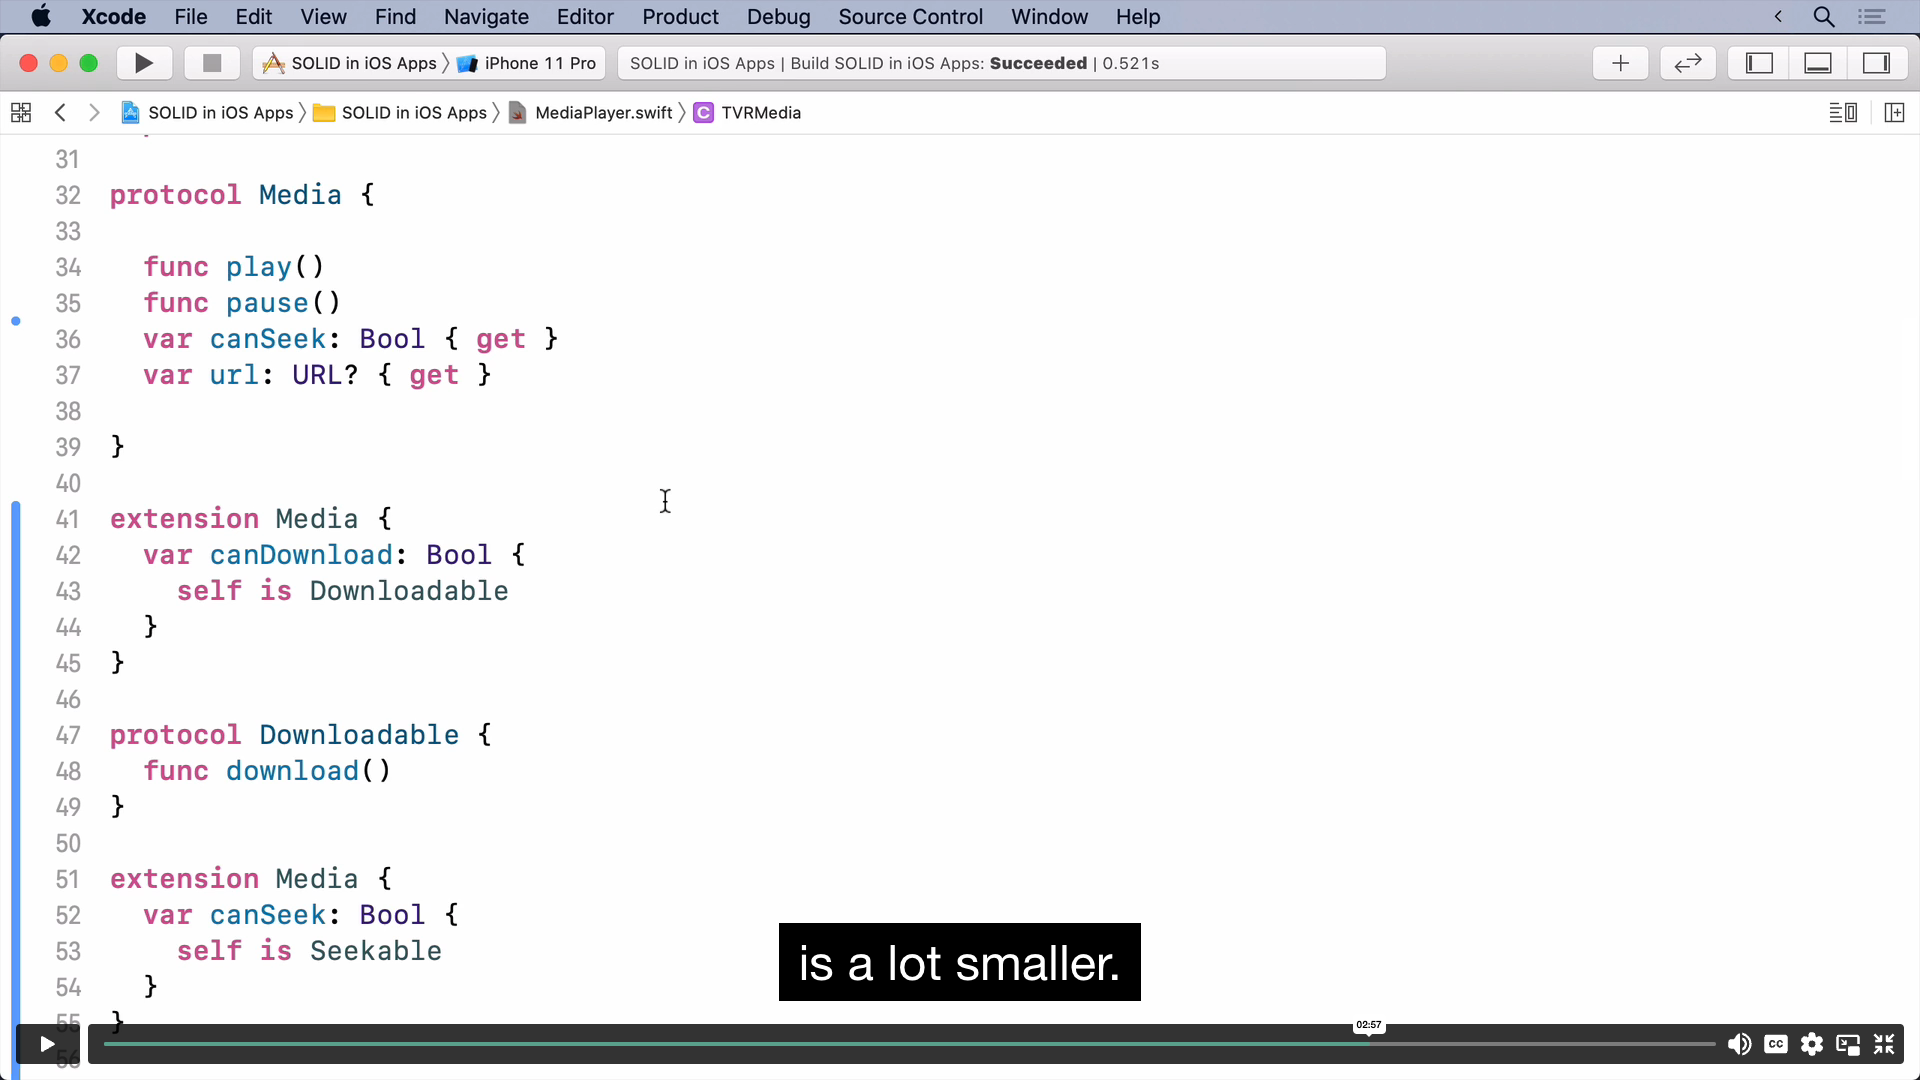 Xcode File Edit View Find Navigate Editor Product Debug Source Control Window Help
SOLID in iOS Apps iPhone 11 Pro SOLID in iOS Apps | Build SOLID in iOS Apps: Succeeded | 0.521s
SOLID in iOS Apps SOLID in iOS Apps MediaPlayer.swift C TVRMedia
31
32 protocol Media {
33
34 func play()
35 func pause()
36 var canSeek: Bool { get }
37 var url: URL? { get }
38
39 }
40
41 extension Media {
42 var canDownload: Bool {
43 self is Downloadable
44 }
45 }
46
47 protocol Downloadable {
48 func download()
49 }
50
51 extension Media {
52 var canSeek: Bool {
53 self is Seekable
54 }
is a lot smaller.
55 }
02:57
CC
56